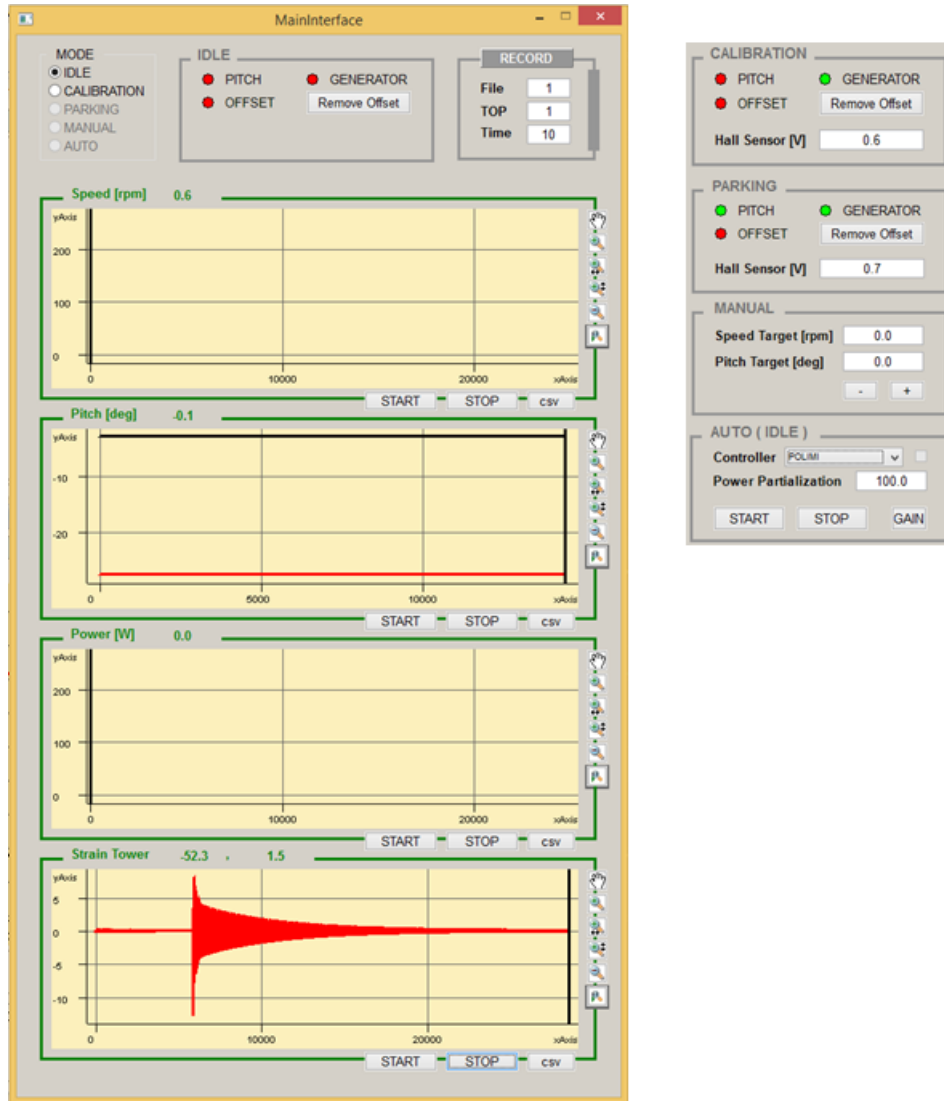 MainInterface
MODE
IDLE
CALIBRATION
PARKING
MANUAL
AUTO
IDLE
PITCH GENERATOR
OFFSET Remove Offset
RECORD
File 1
TOP 1
Time 10
Speed [rpm] 0.6
yAxis
200
100
0
0 10000 20000 xAxis
START STOP csv
Pitch [deg] -0.1
yAxis
-10
-20
0 5000 10000 xAxis
START STOP csv
Power [W] 0.0
yAxis
200
100
0
0 10000 20000 xAxis
START STOP csv
Strain Tower -52.3 , 1.5
yAxis
5
0
-5
-10
0 10000 20000 xAxis
START STOP csv
CALIBRATION
PITCH GENERATOR
OFFSET Remove Offset
Hall Sensor [V] 0.6
PARKING
PITCH GENERATOR
OFFSET Remove Offset
Hall Sensor [V] 0.7
MANUAL
Speed Target [rpm] 0.0
Pitch Target [deg] 0.0
- +
AUTO ( IDLE )
Controller POLIMI
Power Partialization 100.0
START STOP GAIN